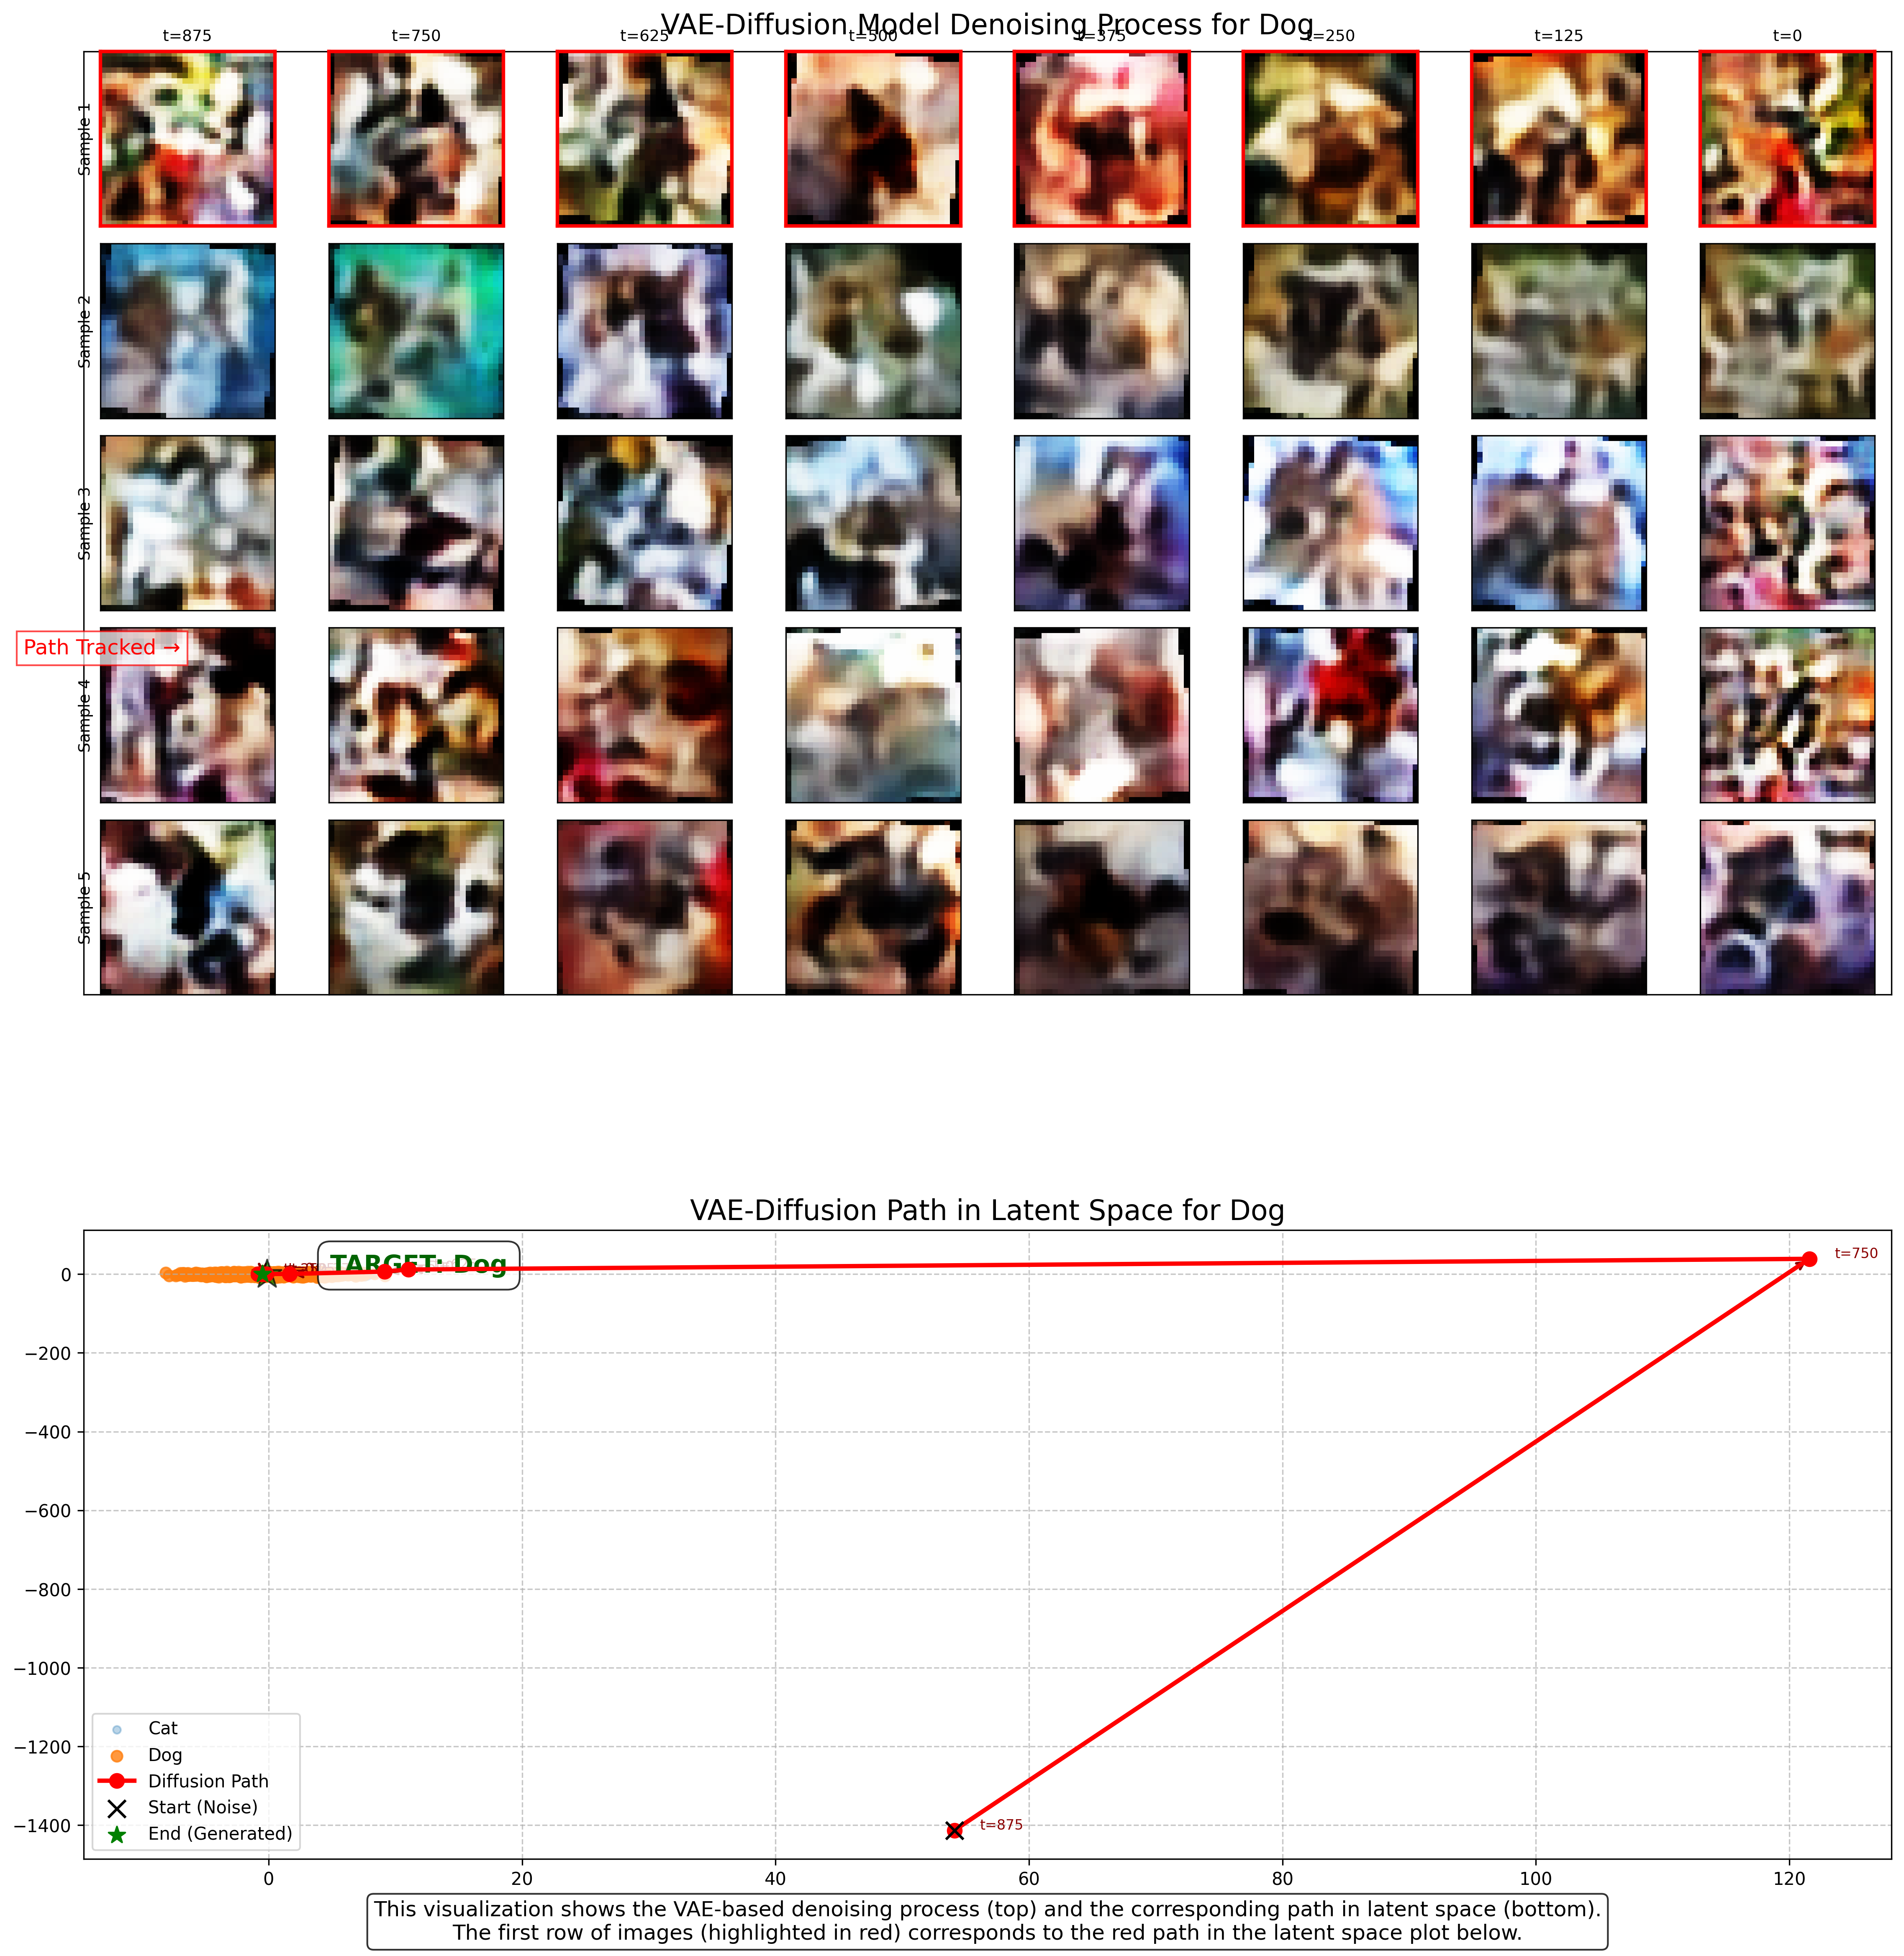 VAE-Diffusion Model Denoising Process for Dog
t=875 t=750 t=625 t=500 t=375 t=250 t=125 t=0
Sample 1
Sample 2
Sample 3
Path Tracked →
Sample 4
Sample 5
VAE-Diffusion Path in Latent Space for Dog
TARGET: Dog
t=750
0
−200
−400
−600
−800
−1000
−1200
−1400
t=875
Cat
Dog
Diffusion Path
Start (Noise)
End (Generated)
0 20 40 60 80 100 120
This visualization shows the VAE-based denoising process (top) and the corresponding path in latent space (bottom).
The first row of images (highlighted in red) corresponds to the red path in the latent space plot below.